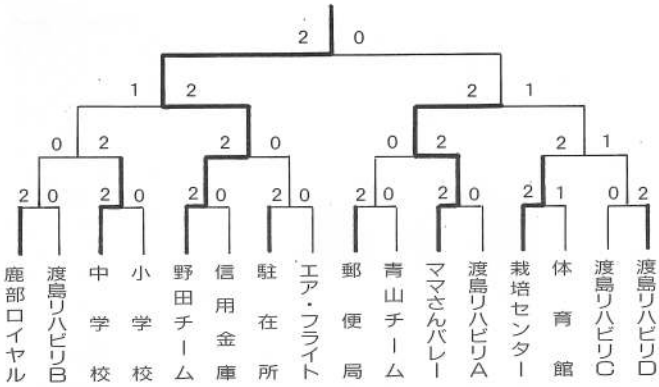 2 0
1 2 2 1
0 2 2 0 0 2 2 1
2 0 2 0 2 0 2 0 2 0 2 0 2 1 0 2
鹿部ロイヤル
渡島リハビリB
中学校
小学校
野田チーム
信用金庫
駐在所
エア・フライト
郵便局
青山チーム
ママさんバレー
渡島リハビリA
栽培センター
体育館
渡島リハビリC
渡島リハビリD